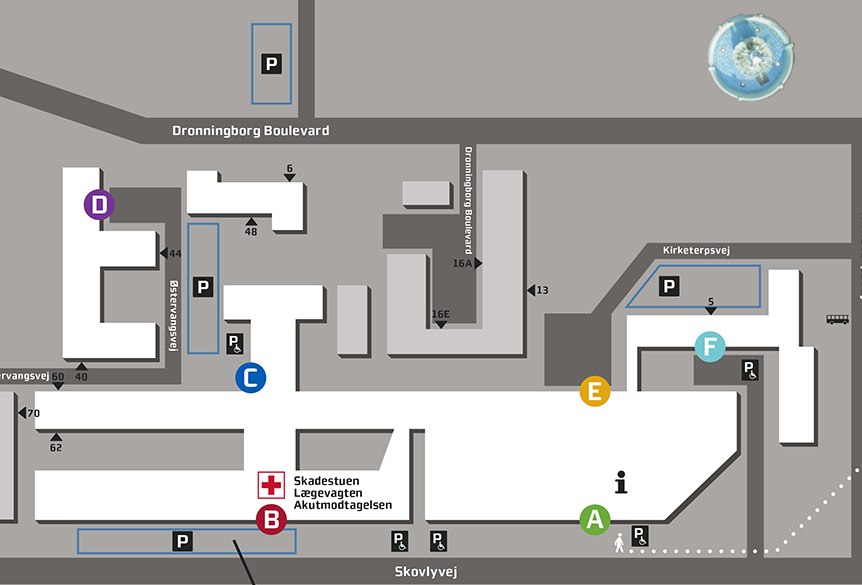 P
Dronningborg Boulevard
Dronningborg Boulevard
6
D
48
44
Kirketerpsvej
16A
P
P
13
5
Østervangsvej
16E
F
P
P
C
ervangsvej
60
40
E
70
62
Skadestuen
Lægevagten
Akutmodtagelsen
i
B
A
P
P
P
P
Skovlyvej